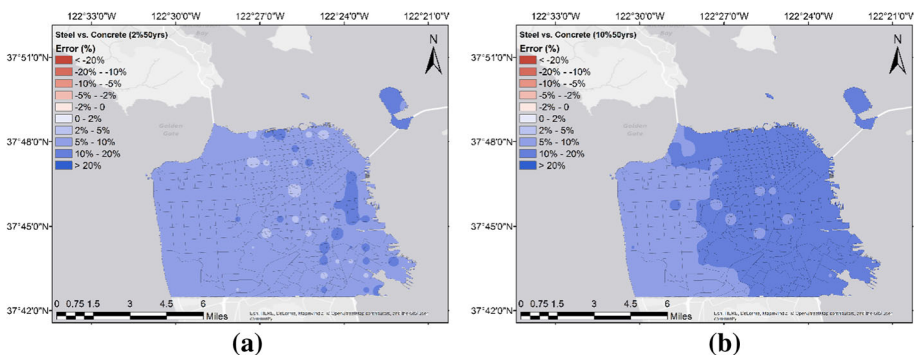 122°33'0"W 122°30'0"W 122°27'0"W 122°24'0"W 122°21'0"W
Steel vs. Concrete (2%50yrs)
Error (%)
< -20%
-20% - -10%
-10% - -5%
-5% - -2%
-2% - 0
0 - 2%
2% - 5%
5% - 10%
10% - 20%
> 20%
N
37°51'0"N
37°48'0"N
37°45'0"N
37°42'0"N
Golden
Gate
0 0.75 1.5 3 4.5 6
Miles
(a)
122°33'0"W 122°30'0"W 122°27'0"W 122°24'0"W 122°21'0"W
Steel vs. Concrete (10%50yrs)
Error (%)
< -20%
-20% - -10%
-10% - -5%
-5% - -2%
-2% - 0
0 - 2%
2% - 5%
5% - 10%
10% - 20%
> 20%
N
37°51'0"N
37°48'0"N
37°45'0"N
37°42'0"N
Golden
Gate
0 0.75 1.5 3 4.5 6
Miles
(b)